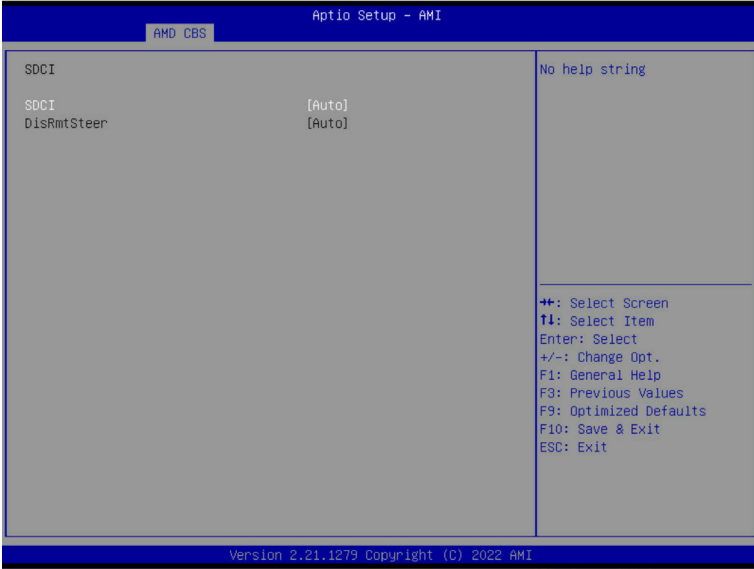 Aptio Setup – AMI
AMD CBS
SDCI
No help string
SDCI [Auto]
DisRmtSteer [Auto]
→←: Select Screen
↑↓: Select Item
Enter: Select
+/-: Change Opt.
F1: General Help
F3: Previous Values
F9: Optimized Defaults
F10: Save & Exit
ESC: Exit
Version 2.21.1279 Copyright (C) 2022 AMI